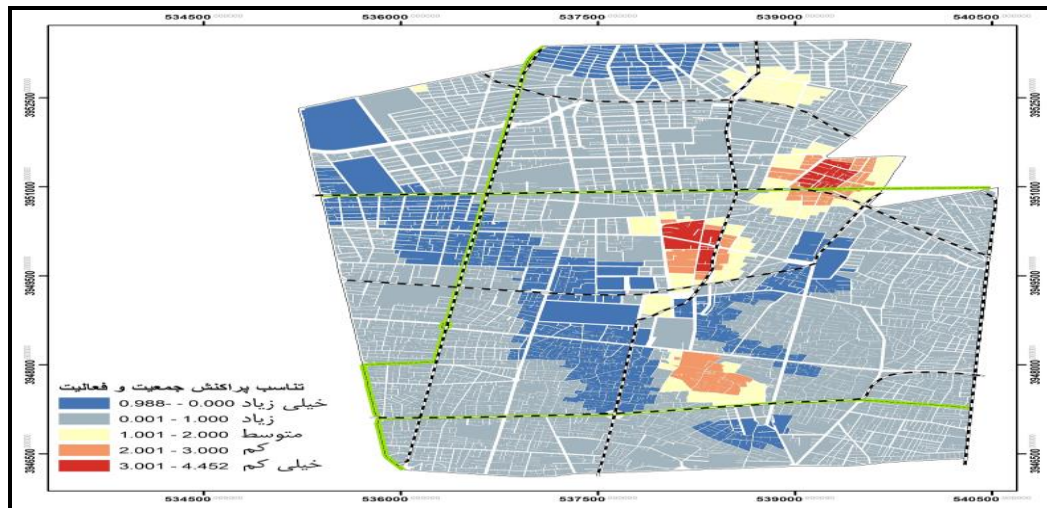 534500 536000 537500 539000 540500
3952500 3952500
3951000 3951000
3949500 3949500
3948000 3948000
3946500 3946500
تناسب پراکنش جمعیت و فعالیت
خیلی زیاد 0.000 - -0.988
زیاد 1.000 - 0.001
متوسط 2.000 - 1.001
کم 3.000 - 2.001
خیلی کم 4.452 - 3.001
534500 536000 537500 539000 540500